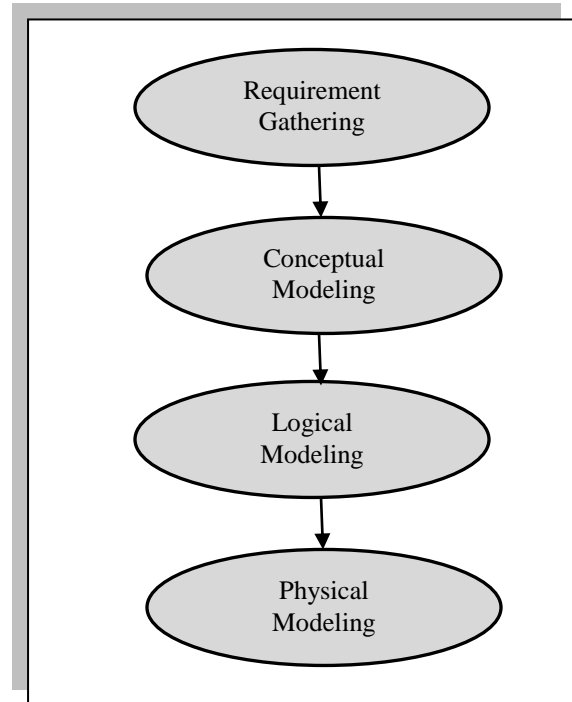 Requirement
Gathering
Conceptual
Modeling
Logical
Modeling
Physical
Modeling